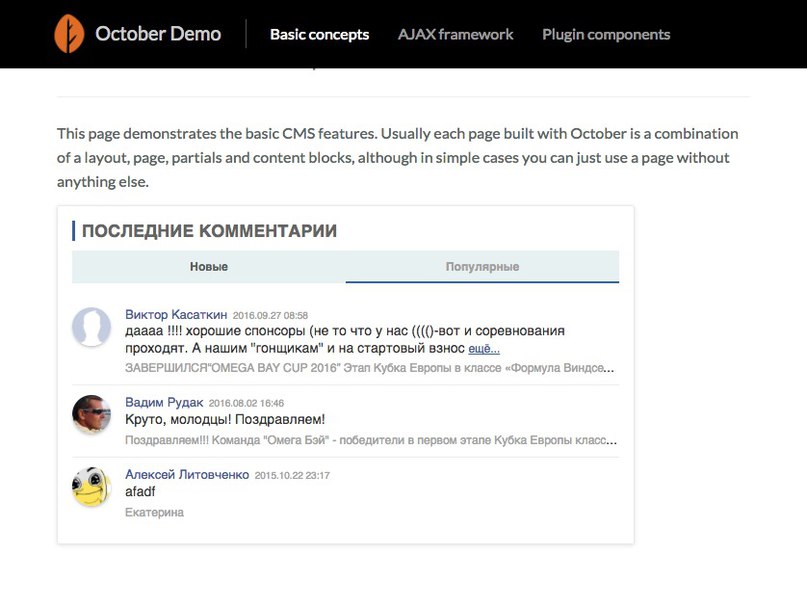 October Demo
Basic concepts
AJAX framework
Plugin components
This page demonstrates the basic CMS features. Usually each page built with October is a combination
of a layout, page, partials and content blocks, although in simple cases you can just use a page without
anything else.
ПОСЛЕДНИЕ КОММЕНТАРИИ
Новые
Популярные
Виктор Касаткин 2016.09.27 08:58
даааа !!!! хорошие спонсоры (не то что у нас (((()-вот и соревнования
проходят. А нашим "гонщикам" и на стартовый взнос ещё...
ЗАВЕРШИЛСЯ"OMEGA BAY CUP 2016" Этап Кубка Европы в классе «Формула Виндсе...
Вадим Рудак 2016.08.02 16:46
Круто, молодцы! Поздравляем!
Поздравляем!!! Команда "Омега Бэй" - победители в первом этапе Кубка Европы класс...
Алексей Литовченко 2015.10.22 23:17
afadf
Екатерина